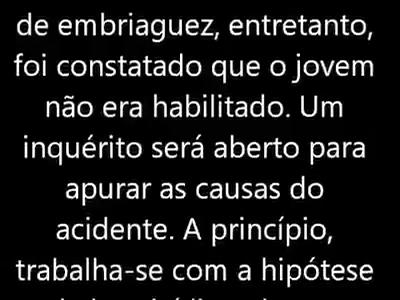 de embriaguez, entretanto,
foi constatado que o jovem
não era habilitado. Um
inquérito será aberto para
apurar as causas do
acidente. A princípio,
trabalha-se com a hipótese